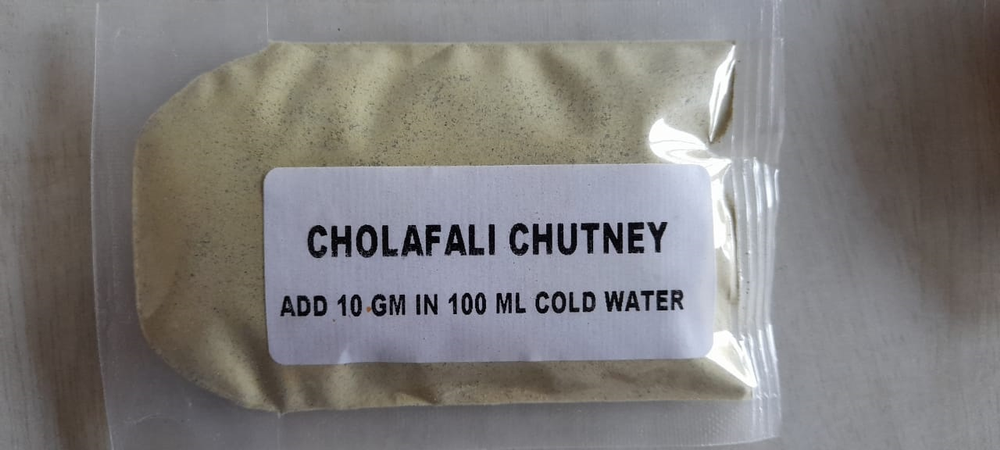 CHOLAFALI CHUTNEY
ADD 10 GM IN 100 ML COLD WATER